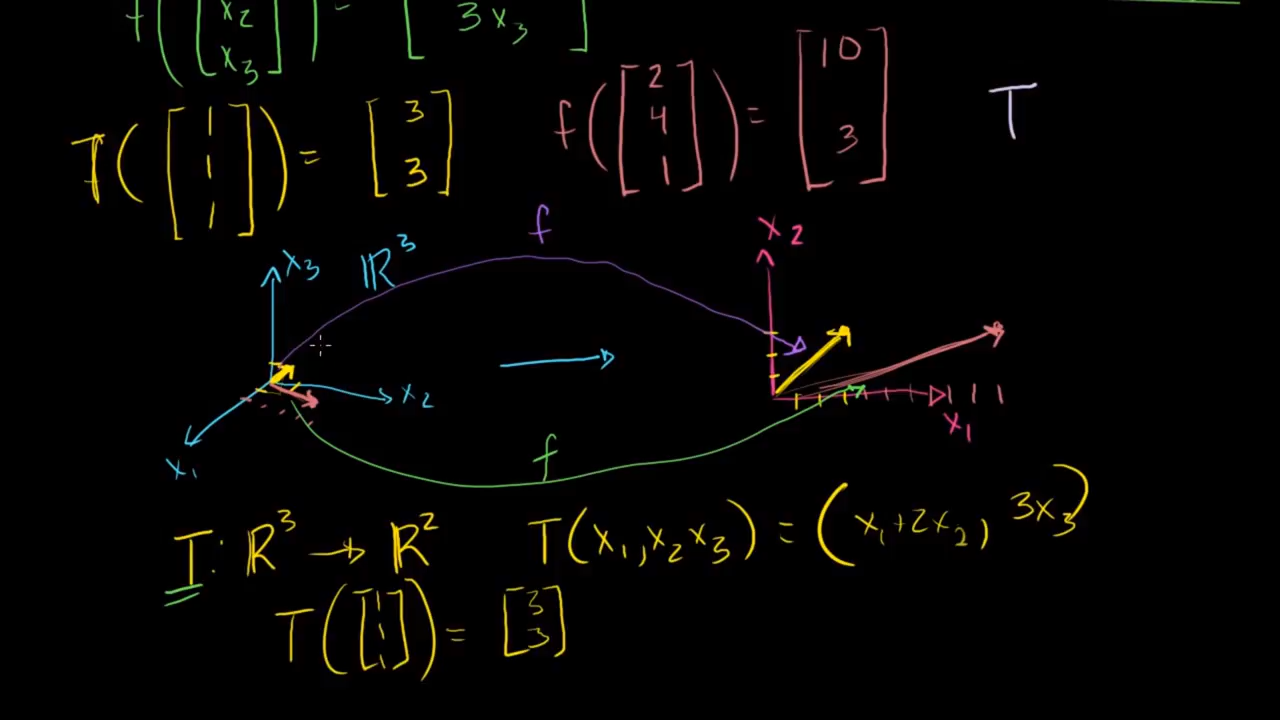 f([x₂ x₃]) = [3x₃]
T([1 1 1]) = [3 3]
f([2 4 1]) = [10 3]
T
f
x₃
ℝ³
x₂
x₂
x₁
x₁
f
T: ℝ³ → ℝ²
T(x₁, x₂ x₃) = (x₁+2x₂, 3x₃)
T([1 1 1]) = [3 3]